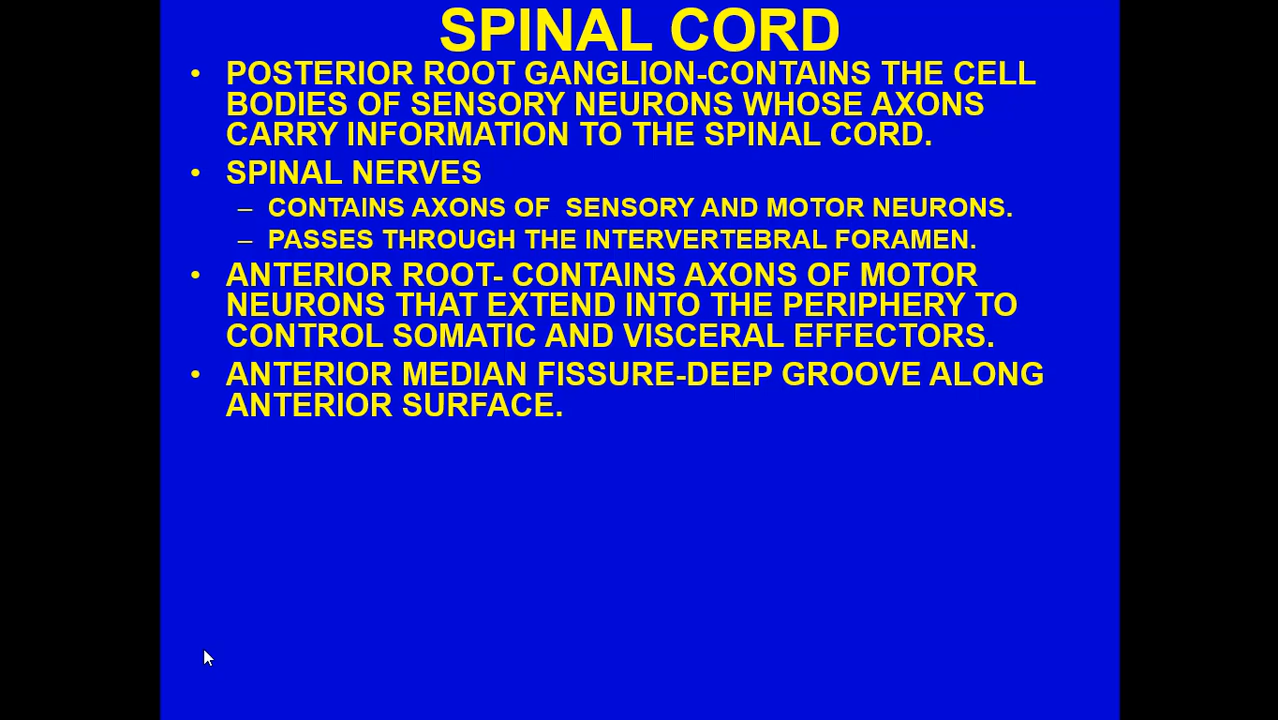 SPINAL CORD
• POSTERIOR ROOT GANGLION-CONTAINS THE CELL
BODIES OF SENSORY NEURONS WHOSE AXONS
CARRY INFORMATION TO THE SPINAL CORD.
• SPINAL NERVES
– CONTAINS AXONS OF  SENSORY AND MOTOR NEURONS.
– PASSES THROUGH THE INTERVERTEBRAL FORAMEN.
• ANTERIOR ROOT- CONTAINS AXONS OF MOTOR
NEURONS THAT EXTEND INTO THE PERIPHERY TO
CONTROL SOMATIC AND VISCERAL EFFECTORS.
• ANTERIOR MEDIAN FISSURE-DEEP GROOVE ALONG
ANTERIOR SURFACE.